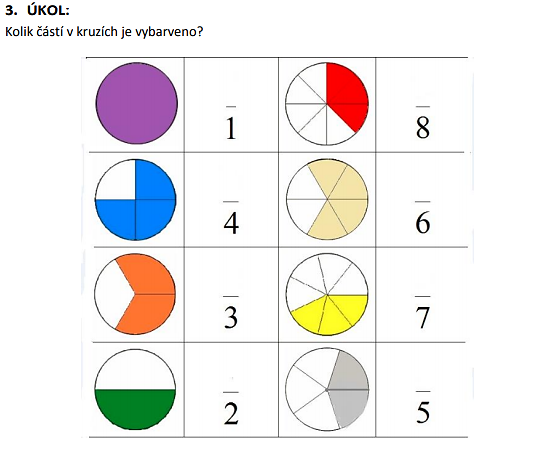 3. ÚKOL:
Kolik částí v kruzích je vybarveno?
— 1 — 8
— 4 — 6
— 3 — 7
— 2 — 5